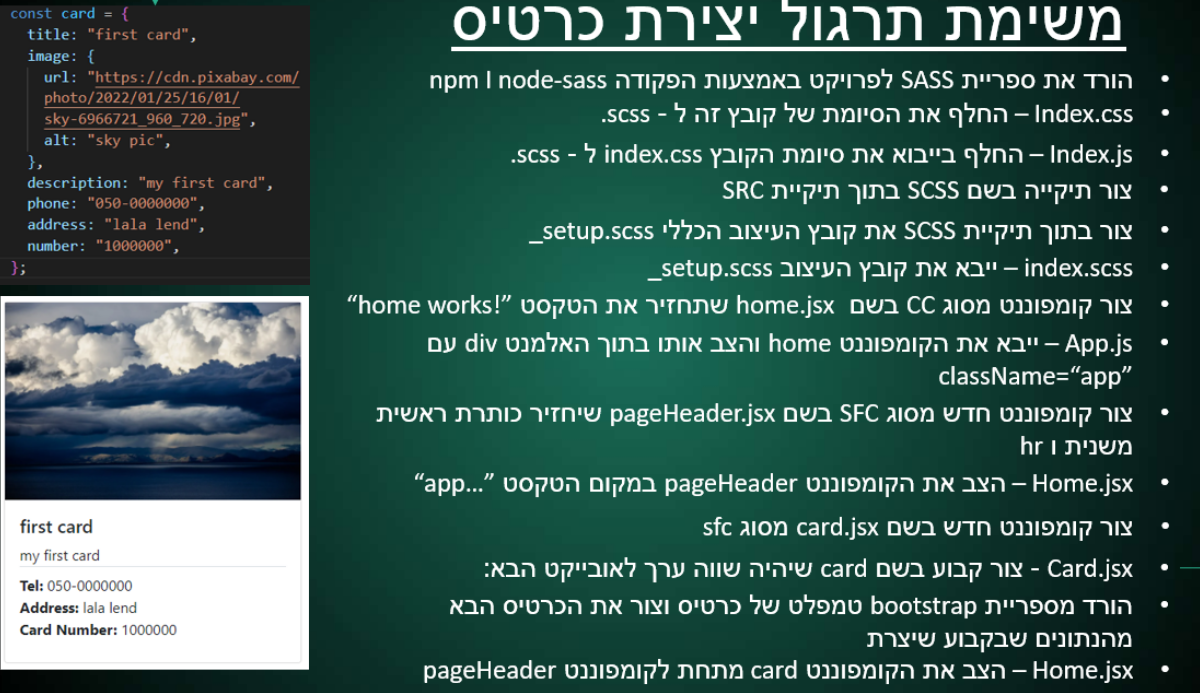 משימת תרגול יצירת כרטיס
• הורד את ספריית SASS לפרויקט באמצעות הפקודה npm I node-sass
• Index.css – החלף את הסיומת של קובץ זה ל - scss.
• Index.js – החלף בייבוא את סיומת הקובץ index.css ל - scss.
• צור תיקייה בשם SCSS בתוך תיקיית SRC
• צור בתוך תיקיית SCSS את קובץ העיצוב הכללי _setup.scss
• index.scss – ייבא את קובץ העיצוב _setup.scss
• צור קומפוננט מסוג CC בשם home.jsx שתחזיר את הטקסט “home works!”
• App.js – ייבא את הקומפוננט home והצב אותו בתוך האלמנט div עם
className=“app”
• צור קומפוננט חדש מסוג SFC בשם pageHeader.jsx שיחזיר כותרת ראשית
משנית ו hr
• Home.jsx – הצב את הקומפוננט pageHeader במקום הטקסט “app…”
• צור קומפוננט חדש בשם card.jsx מסוג sfc
• Card.jsx - צור קבוע בשם card שיהיה שווה ערך לאובייקט הבא:
• הורד מספריית bootstrap טמפלט של כרטיס וצור את הכרטיס הבא
מהנתונים שבקבוע שיצרת
• Home.jsx – הצב את הקומפוננט card מתחת לקומפוננט pageHeader
const card = {
title: "first card",
image: {
url: "https://cdn.pixabay.com/
photo/2022/01/25/16/01/
sky-6966721_960_720.jpg",
alt: "sky pic",
},
description: "my first card",
phone: "050-0000000",
address: "lala lend",
number: "1000000",
};
first card
my first card
Tel: 050-0000000
Address: lala lend
Card Number: 1000000